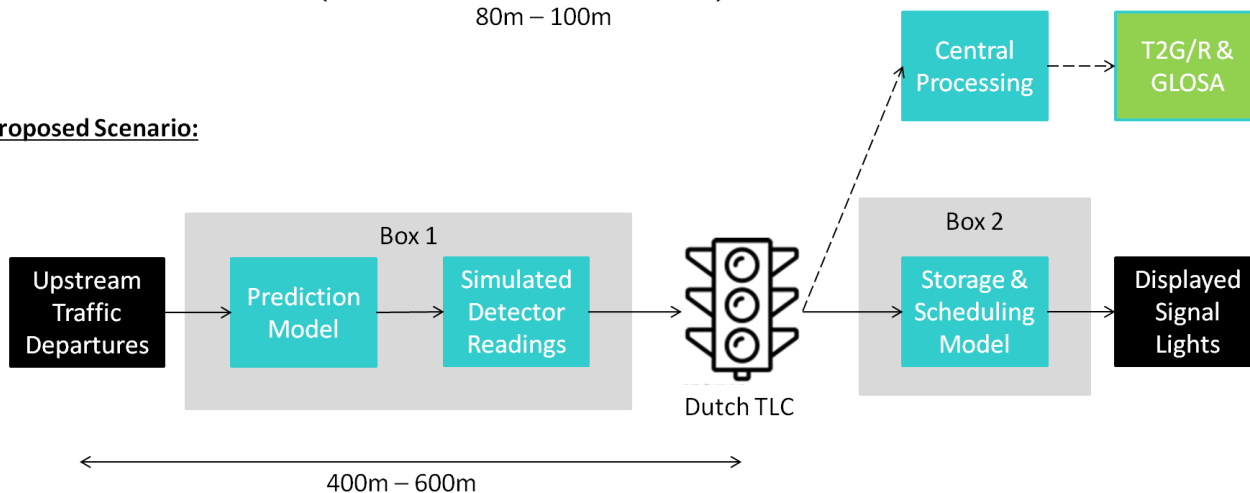 80m – 100m
Central
Processing
T2G/R &
GLOSA
roposed Scenario:
Box 1
Box 2
Upstream
Traffic
Departures
Prediction
Model
Simulated
Detector
Readings
Storage &
Scheduling
Model
Displayed
Signal
Lights
Dutch TLC
400m – 600m